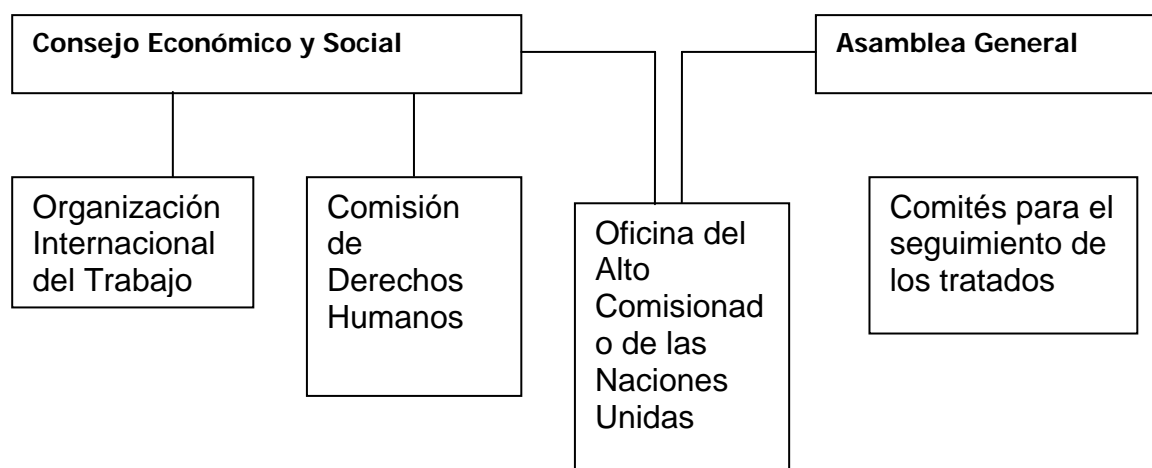 Consejo Económico y Social
Asamblea General
Organización
Internacional
del Trabajo
Comisión
de
Derechos
Humanos
Oficina del
Alto
Comisionad
o de las
Naciones
Unidas
Comités para el
seguimiento de
los tratados